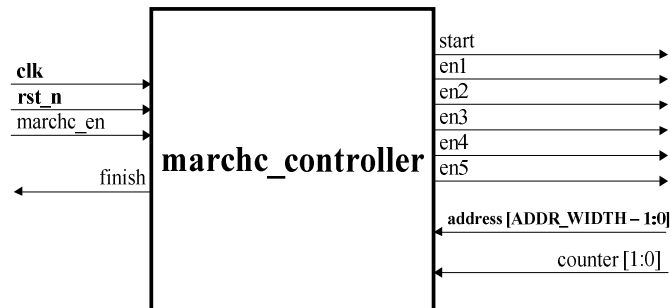 start
clk
en1
rst_n
en2
marchc_en
en3
marchc_controller
en4
finish
en5
address [ADDR_WIDTH – 1:0]
counter [1:0]